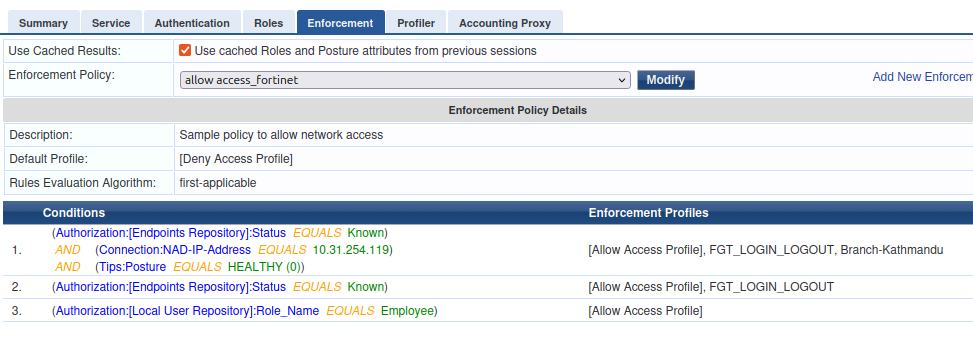 Summary Service Authentication Roles Enforcement Profiler Accounting Proxy
Use Cached Results: Use cached Roles and Posture attributes from previous sessions
Enforcement Policy: allow access_fortinet Modify Add New Enforcem
Enforcement Policy Details
Description: Sample policy to allow network access
Default Profile: [Deny Access Profile]
Rules Evaluation Algorithm: first-applicable
Conditions Enforcement Profiles
(Authorization:[Endpoints Repository]:Status EQUALS Known)
1. AND (Connection:NAD-IP-Address EQUALS 10.31.254.119) [Allow Access Profile], FGT_LOGIN_LOGOUT, Branch-Kathmandu
AND (Tips:Posture EQUALS HEALTHY (0))
2. (Authorization:[Endpoints Repository]:Status EQUALS Known) [Allow Access Profile], FGT_LOGIN_LOGOUT
3. (Authorization:[Local User Repository]:Role_Name EQUALS Employee) [Allow Access Profile]